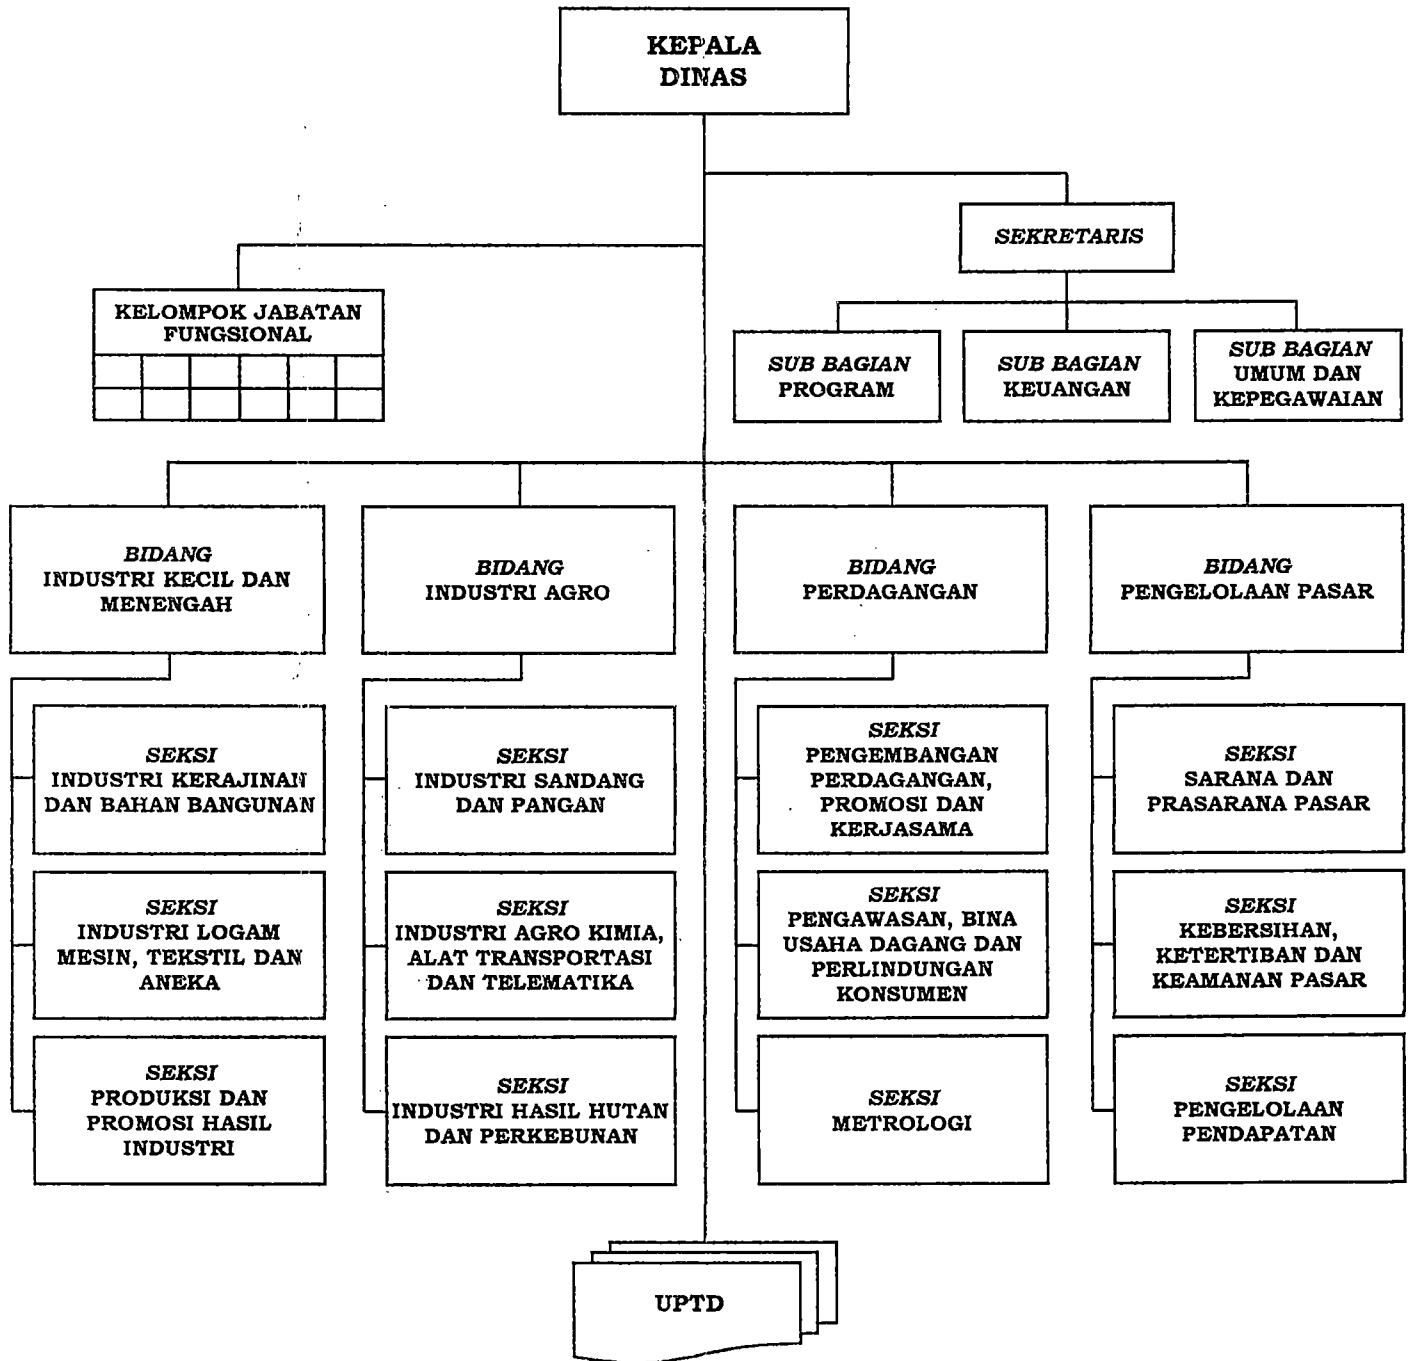 KEPALA
DINAS
SEKRETARIS
KELOMPOK JABATAN
FUNGSIONAL
SUB BAGIAN
PROGRAM
SUB BAGIAN
KEUANGAN
SUB BAGIAN
UMUM DAN
KEPEGAWAIAN
BIDANG
INDUSTRI KECIL DAN
MENENGAH
BIDANG
INDUSTRI AGRO
BIDANG
PERDAGANGAN
BIDANG
PENGELOLAAN PASAR
SEKSI
INDUSTRI KERAJINAN
DAN BAHAN BANGUNAN
SEKSI
INDUSTRI SANDANG
DAN PANGAN
SEKSI
PENGEMBANGAN
PERDAGANGAN,
PROMOSI DAN
KERJASAMA
SEKSI
SARANA DAN
PRASARANA PASAR
SEKSI
INDUSTRI LOGAM
MESIN, TEKSTIL DAN
ANEKA
SEKSI
INDUSTRI AGRO KIMIA,
ALAT TRANSPORTASI
DAN TELEMATIKA
SEKSI
PENGAWASAN, BINA
USAHA DAGANG DAN
PERLINDUNGAN
KONSUMEN
SEKSI
KEBERSIHAN,
KETERTIBAN DAN
KEAMANAN PASAR
SEKSI
PRODUKSI DAN
PROMOSI HASIL
INDUSTRI
SEKSI
INDUSTRI HASIL HUTAN
DAN PERKEBUNAN
SEKSI
METROLOGI
SEKSI
PENGELOLAAN
PENDAPATAN
UPTD